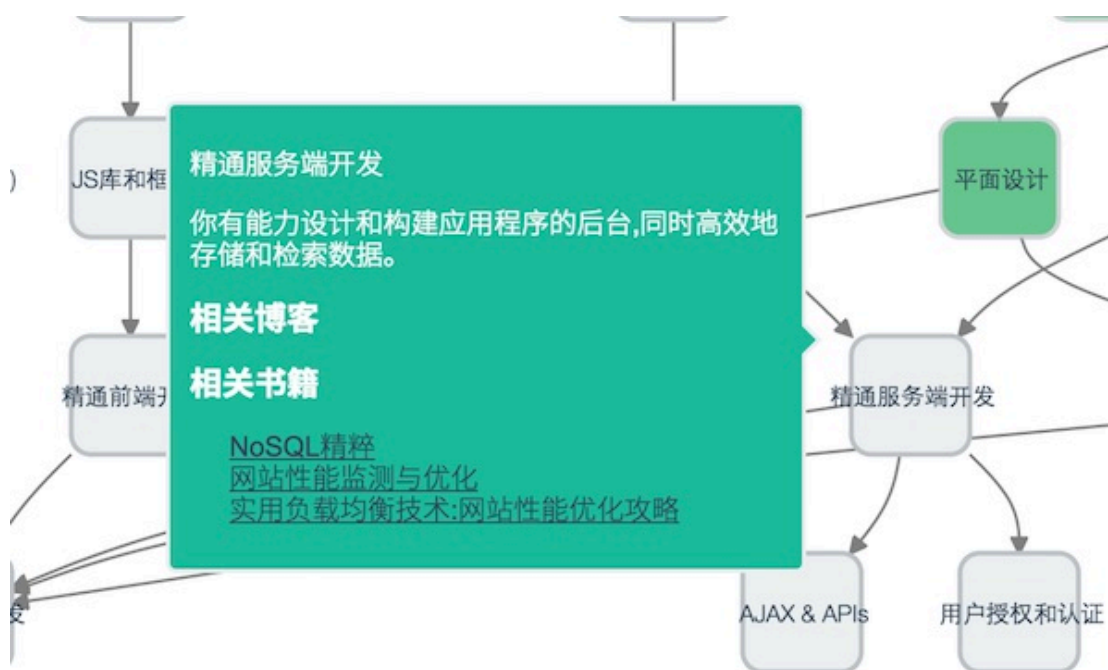 )
JS库和框
平面设计
精通服务端开发
你有能力设计和构建应用程序的后台,同时高效地
存储和检索数据。
相关博客
相关书籍
精通前端开
精通服务端开发
NoSQL精粹
网站性能监测与优化
实用负载均衡技术:网站性能优化攻略
发
AJAX & APIs
用户授权和认证